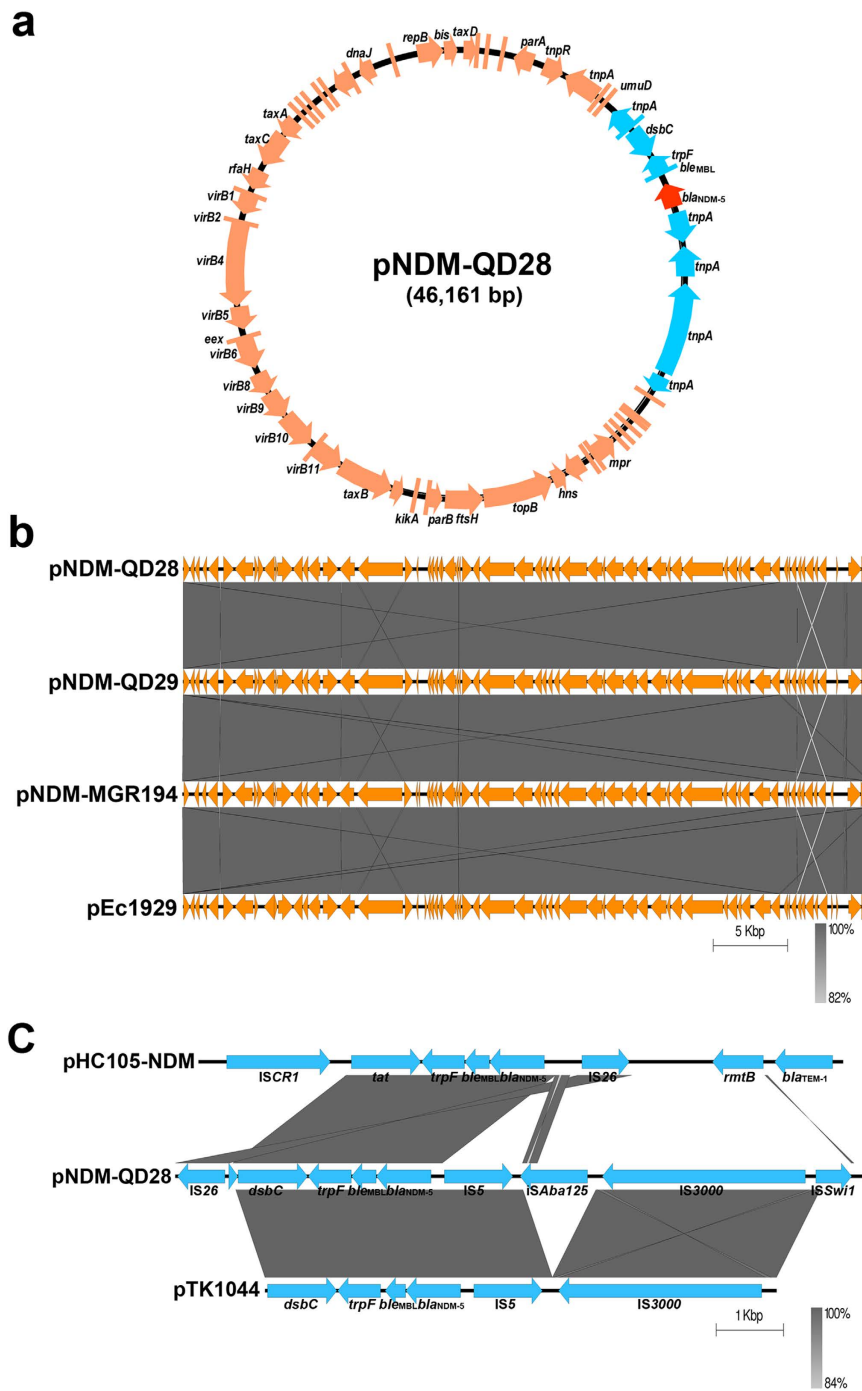 a
repB bis taxD
parA
tnpR
tnpA
umuD
tnpA
dsbC
trpF
bleMBL
blaNDM-5
tnpA
tnpA
tnpA
tnpA
mpr
hns
topB
ftsH
parB
kikA
taxB
virB11
virB10
virB9
virB8
virB6
eex
virB5
virB4
virB2
virB1
rfaH
taxC
taxA
dnaJ
pNDM-QD28
(46,161 bp)
b
pNDM-QD28
pNDM-QD29
pNDM-MGR194
pEc1929
5 Kbp
100%
82%
C
pHC105-NDM
ISCR1 tat trpF bleMBL blaNDM-5 IS26 rmtB blaTEM-1
pNDM-QD28
IS26 dsbC trpF bleMBL blaNDM-5 IS5 iSAba125 IS3000 ISSwi1
pTK1044
dsbC trpF bleMBL blaNDM-5 IS5 IS3000
1 Kbp
100%
84%